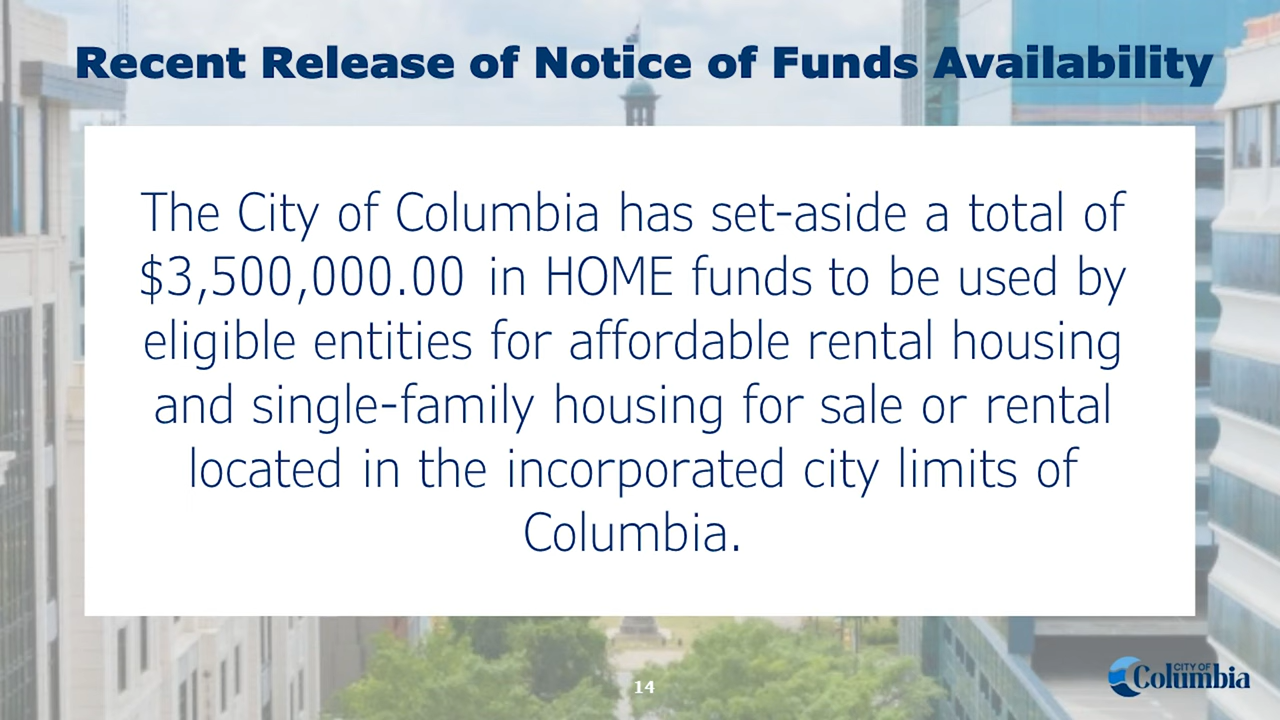 Recent Release of Notice of Funds Availability
The City of Columbia has set-aside a total of
$3,500,000.00 in HOME funds to be used by
eligible entities for affordable rental housing
and single-family housing for sale or rental
located in the incorporated city limits of
Columbia.
14
CITY OF
Columbia